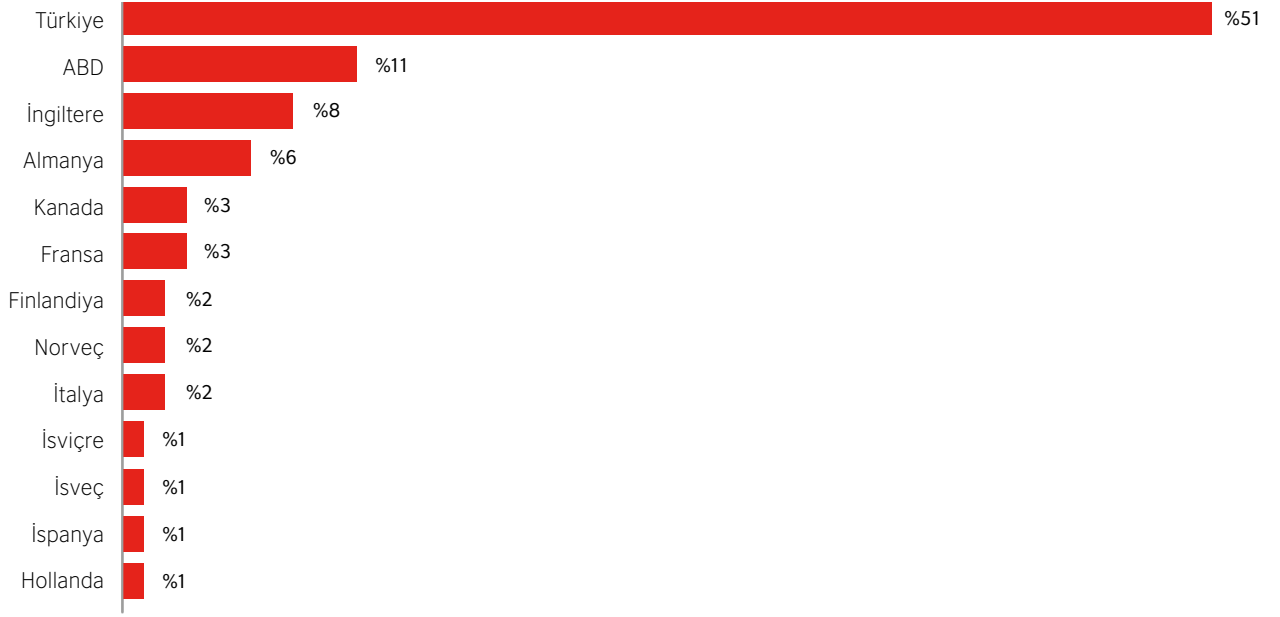 Türkiye %51
ABD %11
İngiltere %8
Almanya %6
Kanada %3
Fransa %3
Finlandiya %2
Norveç %2
İtalya %2
İsviçre %1
İsveç %1
İspanya %1
Hollanda %1